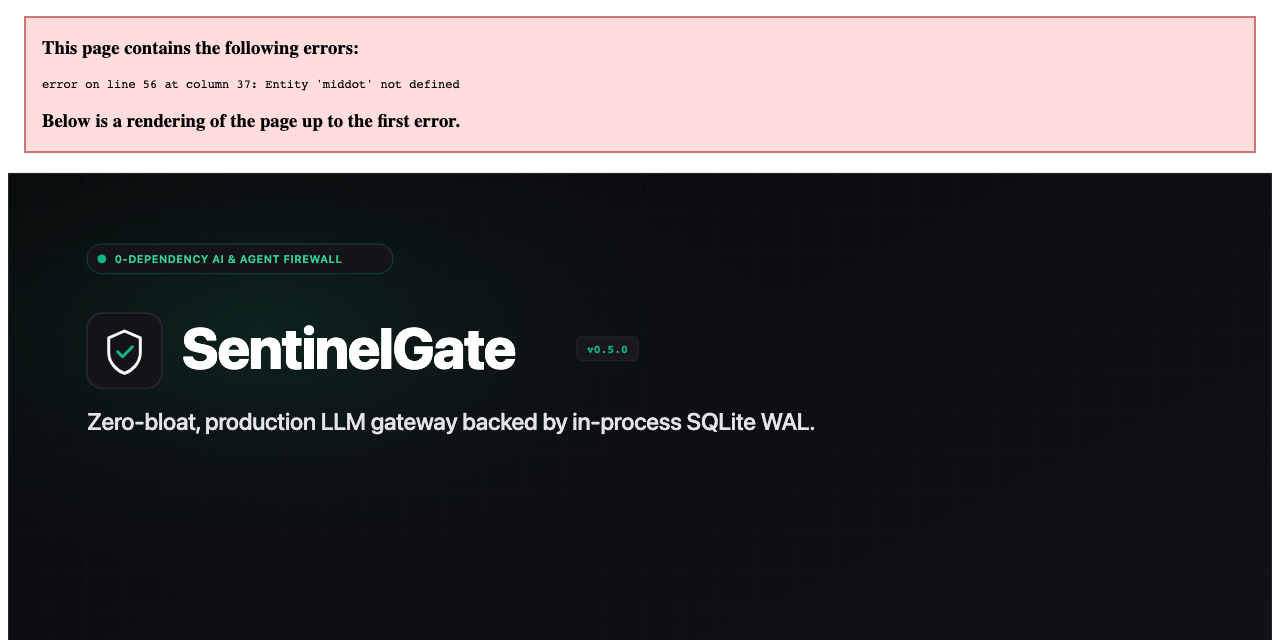 This page contains the following errors:
error on line 56 at column 37: Entity 'middot' not defined
Below is a rendering of the page up to the first error.
0-DEPENDENCY AI & AGENT FIREWALL
SentinelGate
v0.5.0
Zero-bloat, production LLM gateway backed by in-process SQLite WAL.